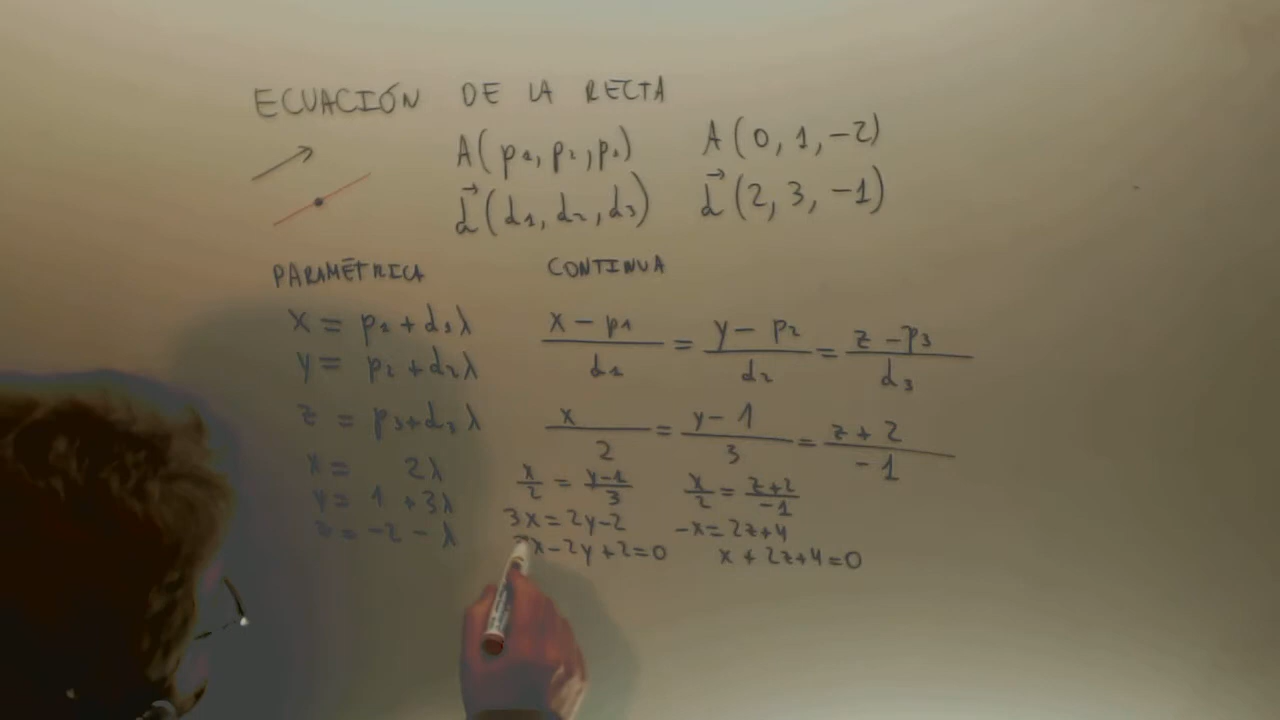 ECUACIÓN DE LA RECTA
A(p₁, p₂, p₃) A(0, 1, -2)
d⃗(d₁, d₂, d₃) d⃗(2, 3, -1)
PARAMÉTRICA CONTINUA
x = p₁ + d₁λ
y = p₂ + d₂λ
z = p₃ + d₃λ
x - p₁ / d₁ = y - p₂ / d₂ = z - p₃ / d₃
x / 2 = y - 1 / 3 = z + 2 / -1
x = 2λ
y = 1 + 3λ
z = -2 - λ
x/2 = y-1/3 x/2 = z+2/-1
3x = 2y - 2 -x = 2z + 4
3x - 2y + 2 = 0 x + 2z + 4 = 0